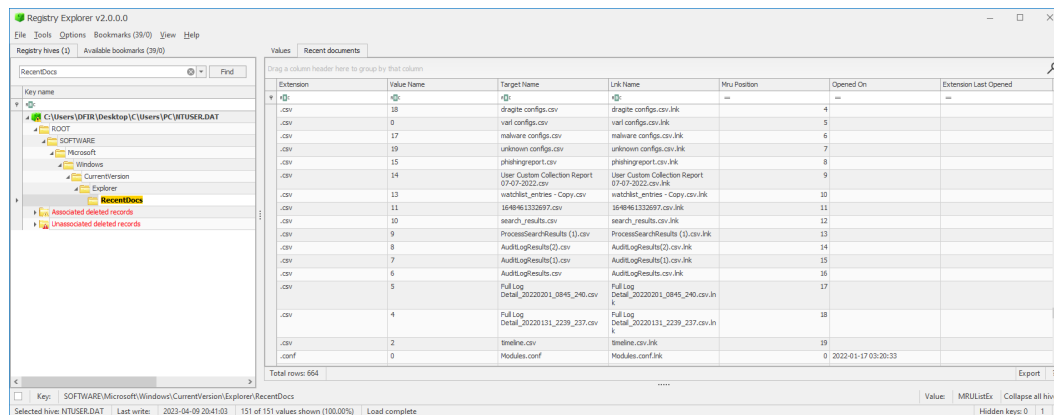 Registry Explorer v2.0.0.0
File Tools Options Bookmarks (39/0) View Help
Registry hives (1) Available bookmarks (39/0)
Values Recent documents
RecentDocs Find
Drag a column header here to group by that column
Key name
Extension Value Name Target Name Lnk Name Mru Position Opened On Extension Last Opened
C:\Users\DFIR\Desktop\C\Users\PC\NTUSER.DAT
ROOT
SOFTWARE
Microsoft
Windows
CurrentVersion
Explorer
RecentDocs
Associated deleted records
Unassociated deleted records
.csv 18 dragite configs.csv dragite configs.csv.lnk 4
.csv 0 varl configs.csv varl configs.csv.lnk 5
.csv 17 malware configs.csv malware configs.csv.lnk 6
.csv 19 unknown configs.csv unknown configs.csv.lnk 7
.csv 15 phishingreport.csv phishingreport.csv.lnk 8
.csv 14 User Custom Collection Report User Custom Collection Report 9
07-07-2022.csv 07-07-2022.csv.lnk
.csv 13 watchlist_entries - Copy.csv watchlist_entries - Copy.csv.lnk 10
.csv 11 1648461332697.csv 1648461332697.csv.lnk 11
.csv 10 search_results.csv search_results.csv.lnk 12
.csv 9 ProcessSearchResults (1).csv ProcessSearchResults (1).csv.lnk 13
.csv 8 AuditLogResults(2).csv AuditLogResults(2).csv.lnk 14
.csv 7 AuditLogResults(1).csv AuditLogResults(1).csv.lnk 15
.csv 6 AuditLogResults.csv AuditLogResults.csv.lnk 16
.csv 5 Full Log Full Log 17
Detail_20220201_0845_240.csv Detail_20220201_0845_240.csv.ln
k
.csv 4 Full Log Full Log 18
Detail_20220131_2239_237.csv Detail_20220131_2239_237.csv.ln
k
.csv 2 timeline.csv timeline.csv.lnk 19
.conf 0 Modules.conf Modules.conf.lnk 0 2022-01-17 03:20:33
Total rows: 664 Export
Key: SOFTWARE\Microsoft\Windows\CurrentVersion\Explorer\RecentDocs Value: MRUListEx Collapse all hiv
Selected hive: NTUSER.DAT Last write: 2023-04-09 20:41:03 151 of 151 values shown (100.00%) Load complete Hidden keys: 0 1